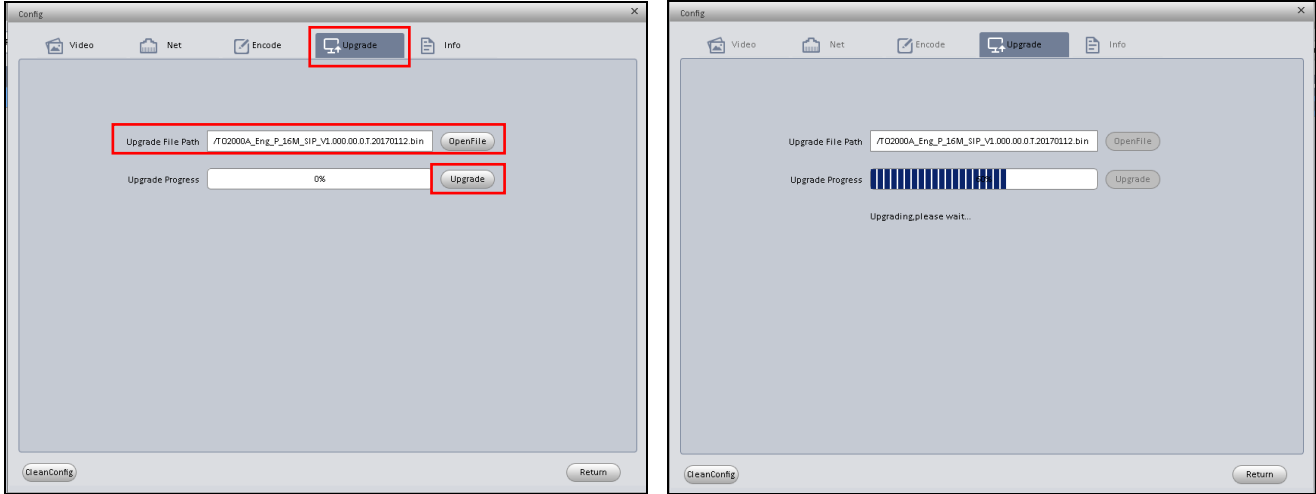 Config
Video Net Encode Upgrade Info
Upgrade File Path /TO2000A_Eng_P_16M_SIP_V1.000.00.0.T.20170112.bin OpenFile
Upgrade Progress 0% Upgrade
CleanConfig Return
Config
Video Net Encode Upgrade Info
Upgrade File Path /TO2000A_Eng_P_16M_SIP_V1.000.00.0.T.20170112.bin OpenFile
Upgrade Progress Upgrade
Upgrading,please wait...
CleanConfig Return